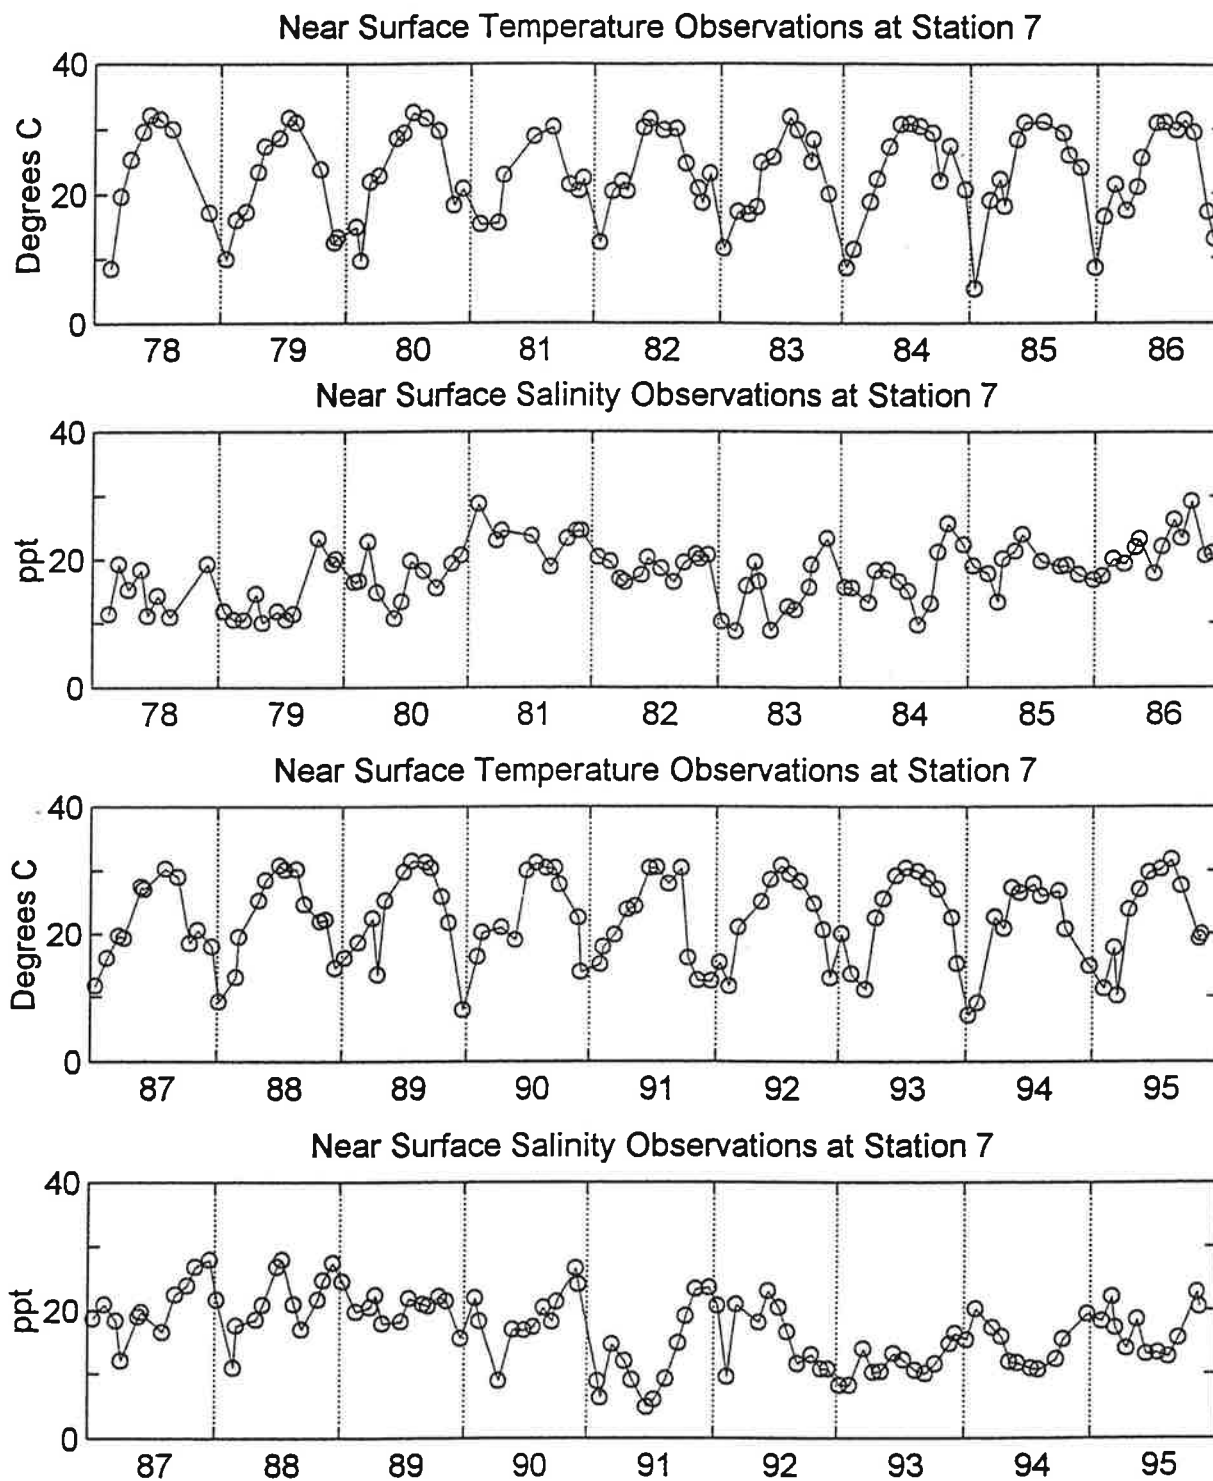 Near Surface Temperature Observations at Station 7
40
20
0
Degrees C
78 79 80 81 82 83 84 85 86
Near Surface Salinity Observations at Station 7
40
20
0
ppt
78 79 80 81 82 83 84 85 86
Near Surface Temperature Observations at Station 7
40
20
0
Degrees C
87 88 89 90 91 92 93 94 95
Near Surface Salinity Observations at Station 7
40
20
0
ppt
87 88 89 90 91 92 93 94 95